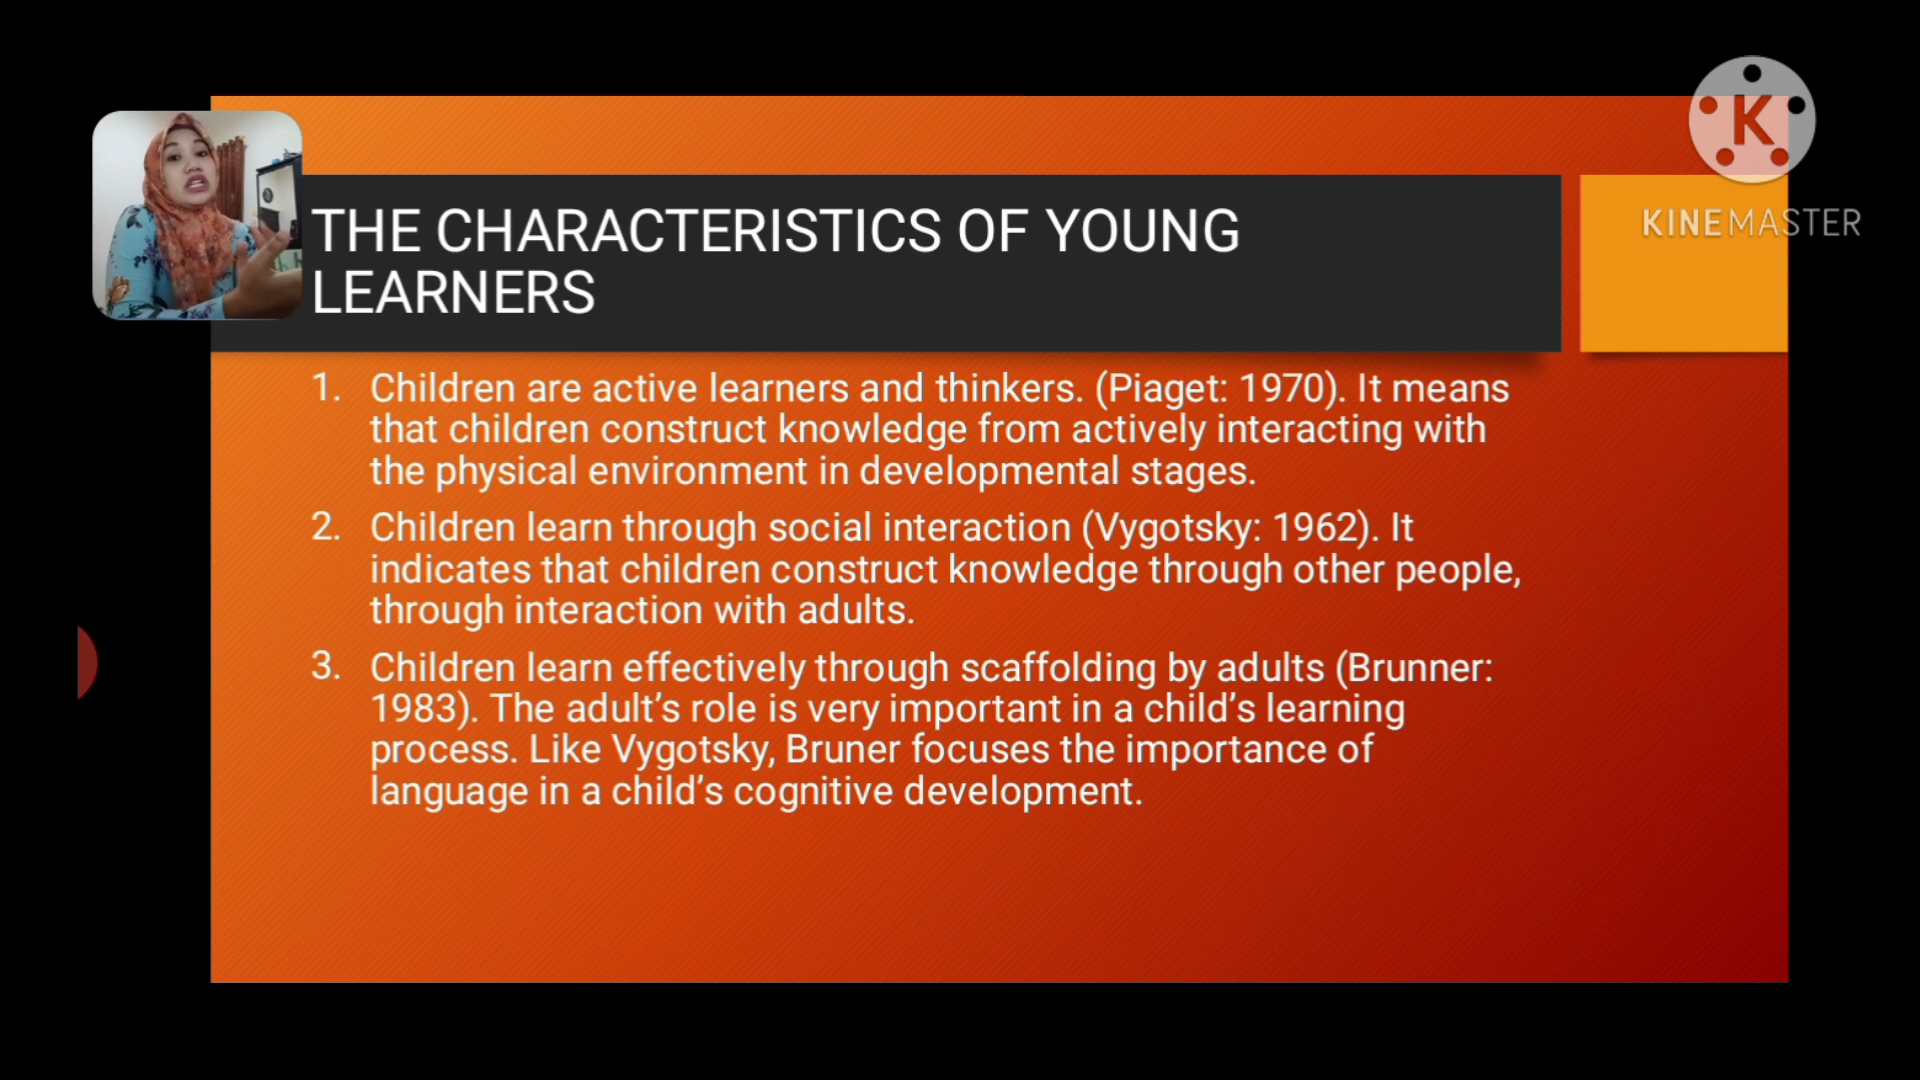 THE CHARACTERISTICS OF YOUNG
LEARNERS
K
KINEMASTER
1. Children are active learners and thinkers. (Piaget: 1970). It means
that children construct knowledge from actively interacting with
the physical environment in developmental stages.
2. Children learn through social interaction (Vygotsky: 1962). It
indicates that children construct knowledge through other people,
through interaction with adults.
3. Children learn effectively through scaffolding by adults (Brunner:
1983). The adult’s role is very important in a child’s learning
process. Like Vygotsky, Bruner focuses the importance of
language in a child’s cognitive development.